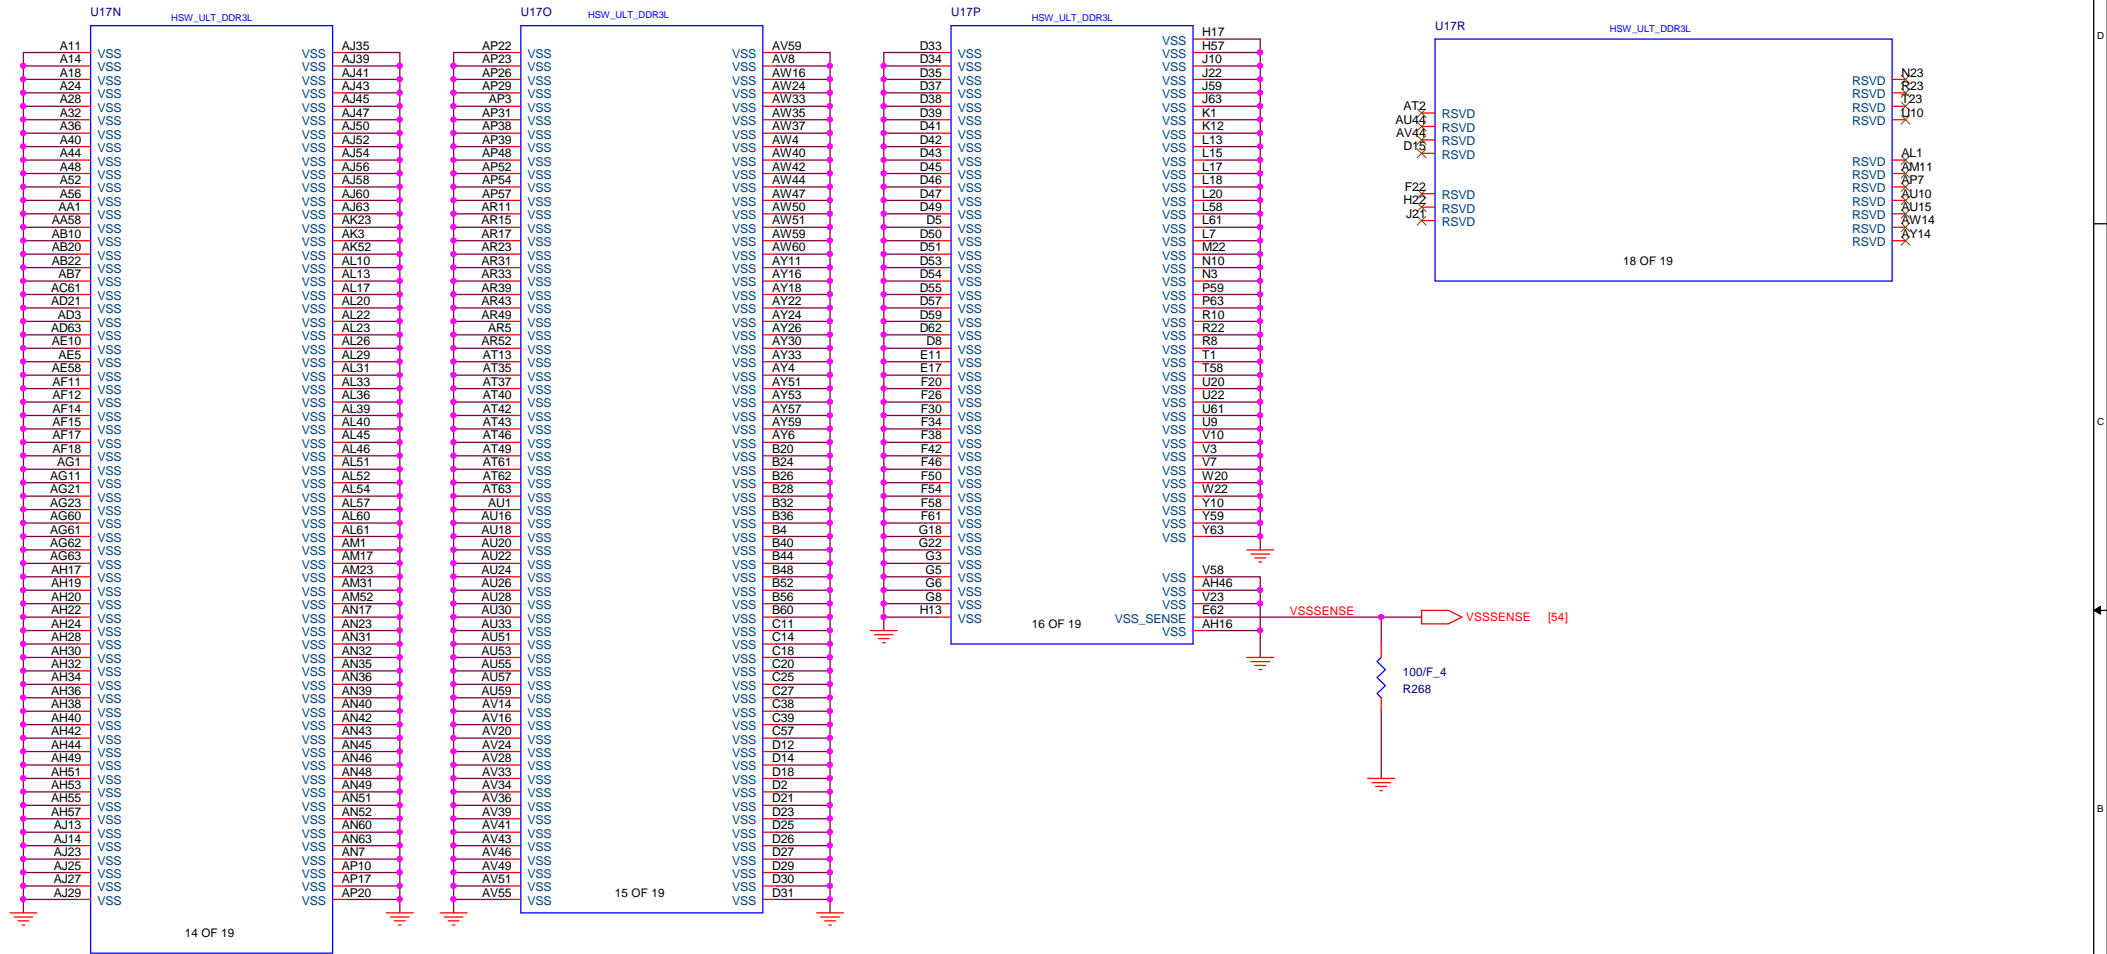 U17N
HSW_ULT_DDR3L
A11 VSS VSS AJ35
A14 VSS VSS AJ39
A18 VSS VSS AJ41
A24 VSS VSS AJ43
A28 VSS VSS AJ45
A32 VSS VSS AJ47
A36 VSS VSS AJ50
A40 VSS VSS AJ52
A44 VSS VSS AJ54
A48 VSS VSS AJ56
A52 VSS VSS AJ58
A56 VSS VSS AJ60
AA1 VSS VSS AJ63
AA58 VSS VSS AK23
AB10 VSS VSS AK3
AB20 VSS VSS AK52
AB22 VSS VSS AL10
AB7 VSS VSS AL13
AC61 VSS VSS AL17
AD21 VSS VSS AL20
AD3 VSS VSS AL22
AD63 VSS VSS AL23
AE10 VSS VSS AL26
AE5 VSS VSS AL29
AE58 VSS VSS AL31
AF11 VSS VSS AL33
AF12 VSS VSS AL36
AF14 VSS VSS AL39
AF15 VSS VSS AL40
AF17 VSS VSS AL45
AF18 VSS VSS AL46
AG1 VSS VSS AL51
AG11 VSS VSS AL52
AG21 VSS VSS AL54
AG23 VSS VSS AL57
AG60 VSS VSS AL60
AG61 VSS VSS AL61
AG62 VSS VSS AM1
AG63 VSS VSS AM17
AH17 VSS VSS AM23
AH19 VSS VSS AM31
AH20 VSS VSS AM52
AH22 VSS VSS AN17
AH24 VSS VSS AN23
AH28 VSS VSS AN31
AH30 VSS VSS AN32
AH32 VSS VSS AN35
AH34 VSS VSS AN36
AH36 VSS VSS AN39
AH38 VSS VSS AN40
AH40 VSS VSS AN42
AH42 VSS VSS AN43
AH44 VSS VSS AN45
AH49 VSS VSS AN46
AH51 VSS VSS AN48
AH53 VSS VSS AN49
AH55 VSS VSS AN51
AH57 VSS VSS AN52
AJ13 VSS VSS AN60
AJ14 VSS VSS AN63
AJ23 VSS VSS AN7
AJ25 VSS VSS AP10
AJ27 VSS VSS AP17
AJ29 VSS VSS AP20
14 OF 19
U17O
HSW_ULT_DDR3L
AP22 VSS VSS AV59
AP23 VSS VSS AV8
AP26 VSS VSS AW16
AP29 VSS VSS AW24
AP3 VSS VSS AW33
AP31 VSS VSS AW35
AP38 VSS VSS AW37
AP39 VSS VSS AW4
AP48 VSS VSS AW40
AP52 VSS VSS AW42
AP54 VSS VSS AW44
AP57 VSS VSS AW47
AR11 VSS VSS AW50
AR15 VSS VSS AW51
AR17 VSS VSS AW59
AR23 VSS VSS AW60
AR31 VSS VSS AY11
AR33 VSS VSS AY16
AR39 VSS VSS AY18
AR43 VSS VSS AY22
AR49 VSS VSS AY24
AR5 VSS VSS AY26
AR52 VSS VSS AY30
AT13 VSS VSS AY33
AT35 VSS VSS AY4
AT37 VSS VSS AY51
AT40 VSS VSS AY53
AT42 VSS VSS AY57
AT43 VSS VSS AY59
AT46 VSS VSS AY6
AT49 VSS VSS B20
AT61 VSS VSS B24
AT62 VSS VSS B26
AT63 VSS VSS B28
AU1 VSS VSS B32
AU16 VSS VSS B36
AU18 VSS VSS B4
AU20 VSS VSS B40
AU22 VSS VSS B44
AU24 VSS VSS B48
AU26 VSS VSS B52
AU28 VSS VSS B56
AU30 VSS VSS B60
AU33 VSS VSS C11
AU51 VSS VSS C14
AU53 VSS VSS C18
AU55 VSS VSS C20
AU57 VSS VSS C25
AU59 VSS VSS C27
AV14 VSS VSS C38
AV16 VSS VSS C39
AV20 VSS VSS C57
AV24 VSS VSS D12
AV28 VSS VSS D14
AV33 VSS VSS D18
AV34 VSS VSS D2
AV36 VSS VSS D21
AV39 VSS VSS D23
AV41 VSS VSS D25
AV43 VSS VSS D26
AV46 VSS VSS D27
AV49 VSS VSS D29
AV51 VSS VSS D30
AV55 VSS VSS D31
15 OF 19
U17P
HSW_ULT_DDR3L
VSS H17
D33 VSS VSS H57
D34 VSS VSS J10
D35 VSS VSS J22
D37 VSS VSS J59
D38 VSS VSS J63
D39 VSS VSS K1
D41 VSS VSS K12
D42 VSS VSS L13
D43 VSS VSS L15
D45 VSS VSS L17
D46 VSS VSS L18
D47 VSS VSS L20
D49 VSS VSS L58
D5 VSS VSS L61
D50 VSS VSS L7
D51 VSS VSS M22
D53 VSS VSS N10
D54 VSS VSS N3
D55 VSS VSS P59
D57 VSS VSS P63
D59 VSS VSS R10
D62 VSS VSS R22
D8 VSS VSS R8
E11 VSS VSS T1
E17 VSS VSS T58
F20 VSS VSS U20
F26 VSS VSS U22
F30 VSS VSS U61
F34 VSS VSS U9
F38 VSS VSS V10
F42 VSS VSS V3
F46 VSS VSS V7
F50 VSS VSS W20
F54 VSS VSS W22
F58 VSS VSS Y10
F61 VSS VSS Y59
G18 VSS VSS Y63
G22 VSS
G3 VSS
G5 VSS VSS V58
G6 VSS VSS AH46
G8 VSS VSS V23
H13 VSS VSS_SENSE E62
VSS AH16
16 OF 19
VSSSENSE
VSSSENSE [54]
100/F_4
R268
U17R
HSW_ULT_DDR3L
AT2 RSVD
AU44 RSVD
AV44 RSVD
D15 RSVD
F22 RSVD
H22 RSVD
J21 RSVD
RSVD N23
RSVD R23
RSVD T23
RSVD U10
RSVD AL1
RSVD AM11
RSVD AP7
RSVD AU10
RSVD AU15
RSVD AW14
RSVD AY14
18 OF 19
D
C
B